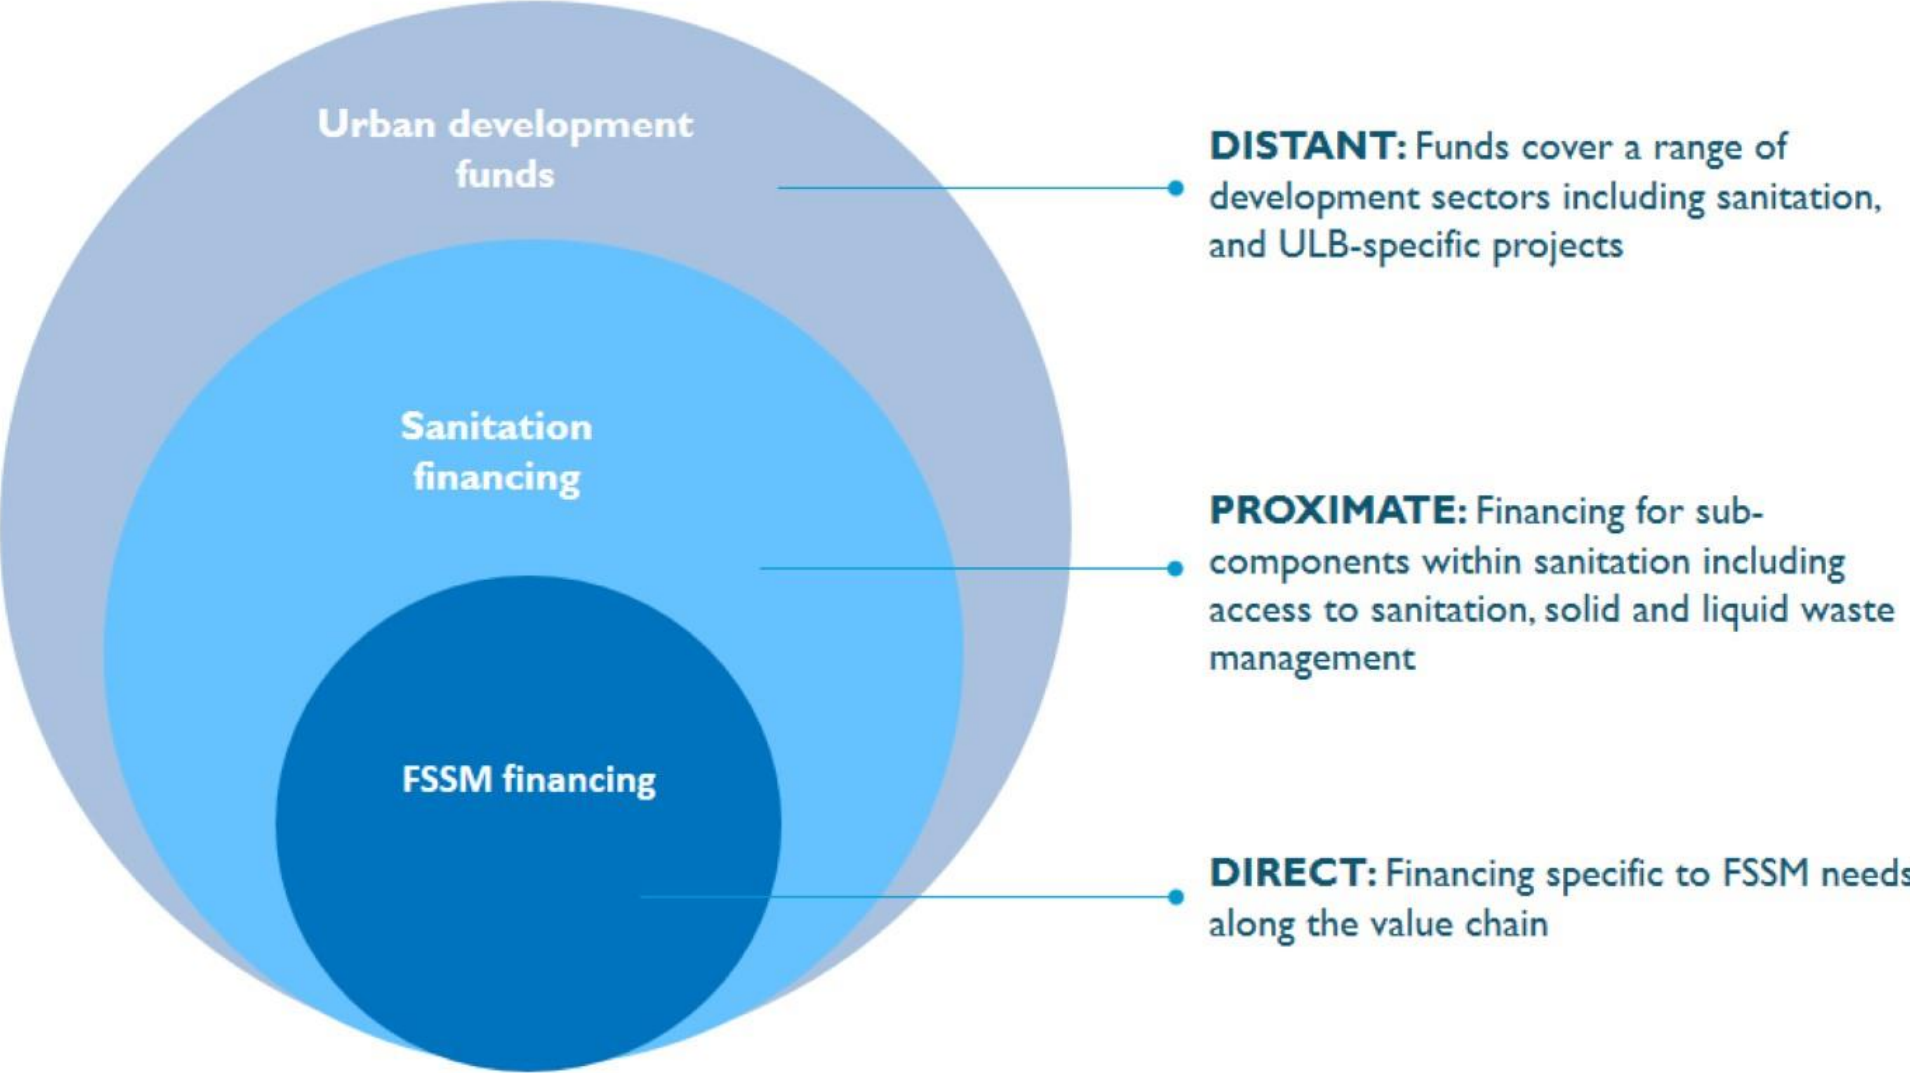 Urban development
funds
DISTANT: Funds cover a range of
development sectors including sanitation,
and ULB-specific projects
Sanitation
financing
PROXIMATE: Financing for sub-
components within sanitation including
access to sanitation, solid and liquid waste
management
FSSM financing
DIRECT: Financing specific to FSSM needs
along the value chain